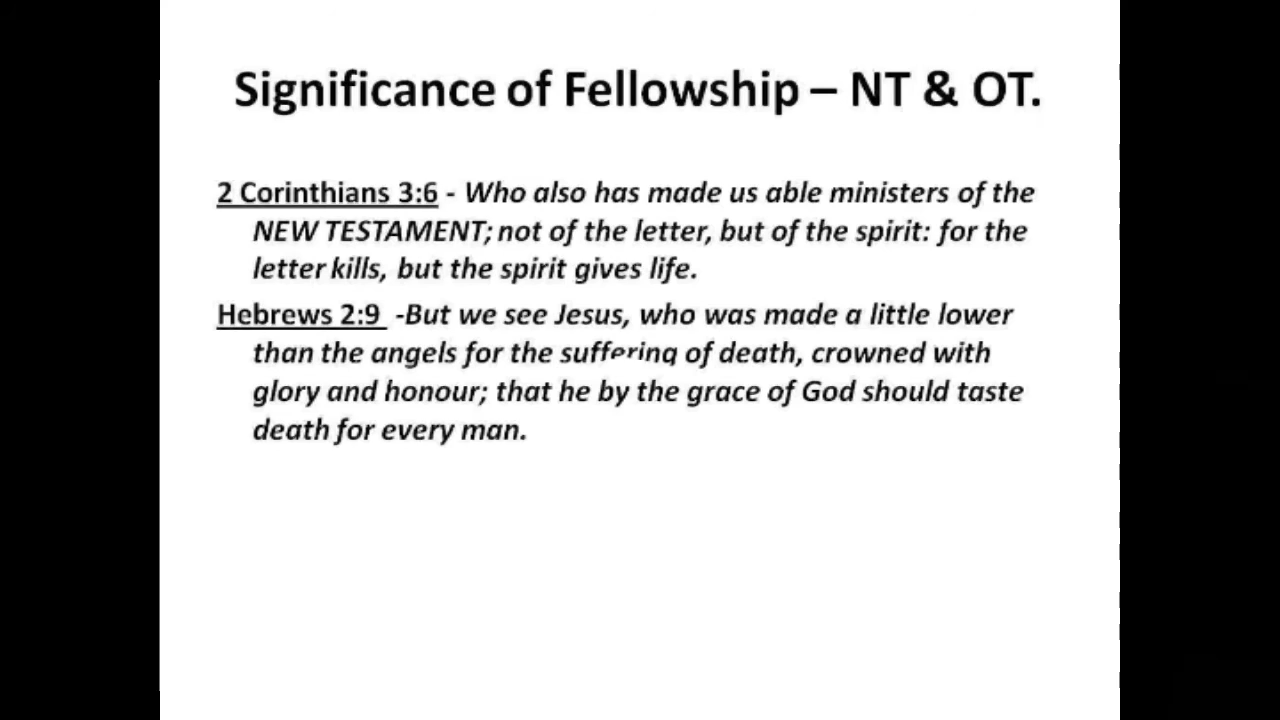 Significance of Fellowship – NT & OT.
2 Corinthians 3:6 - Who also has made us able ministers of the
NEW TESTAMENT; not of the letter, but of the spirit: for the
letter kills, but the spirit gives life.
Hebrews 2:9 -But we see Jesus, who was made a little lower
than the angels for the suffering of death, crowned with
glory and honour; that he by the grace of God should taste
death for every man.